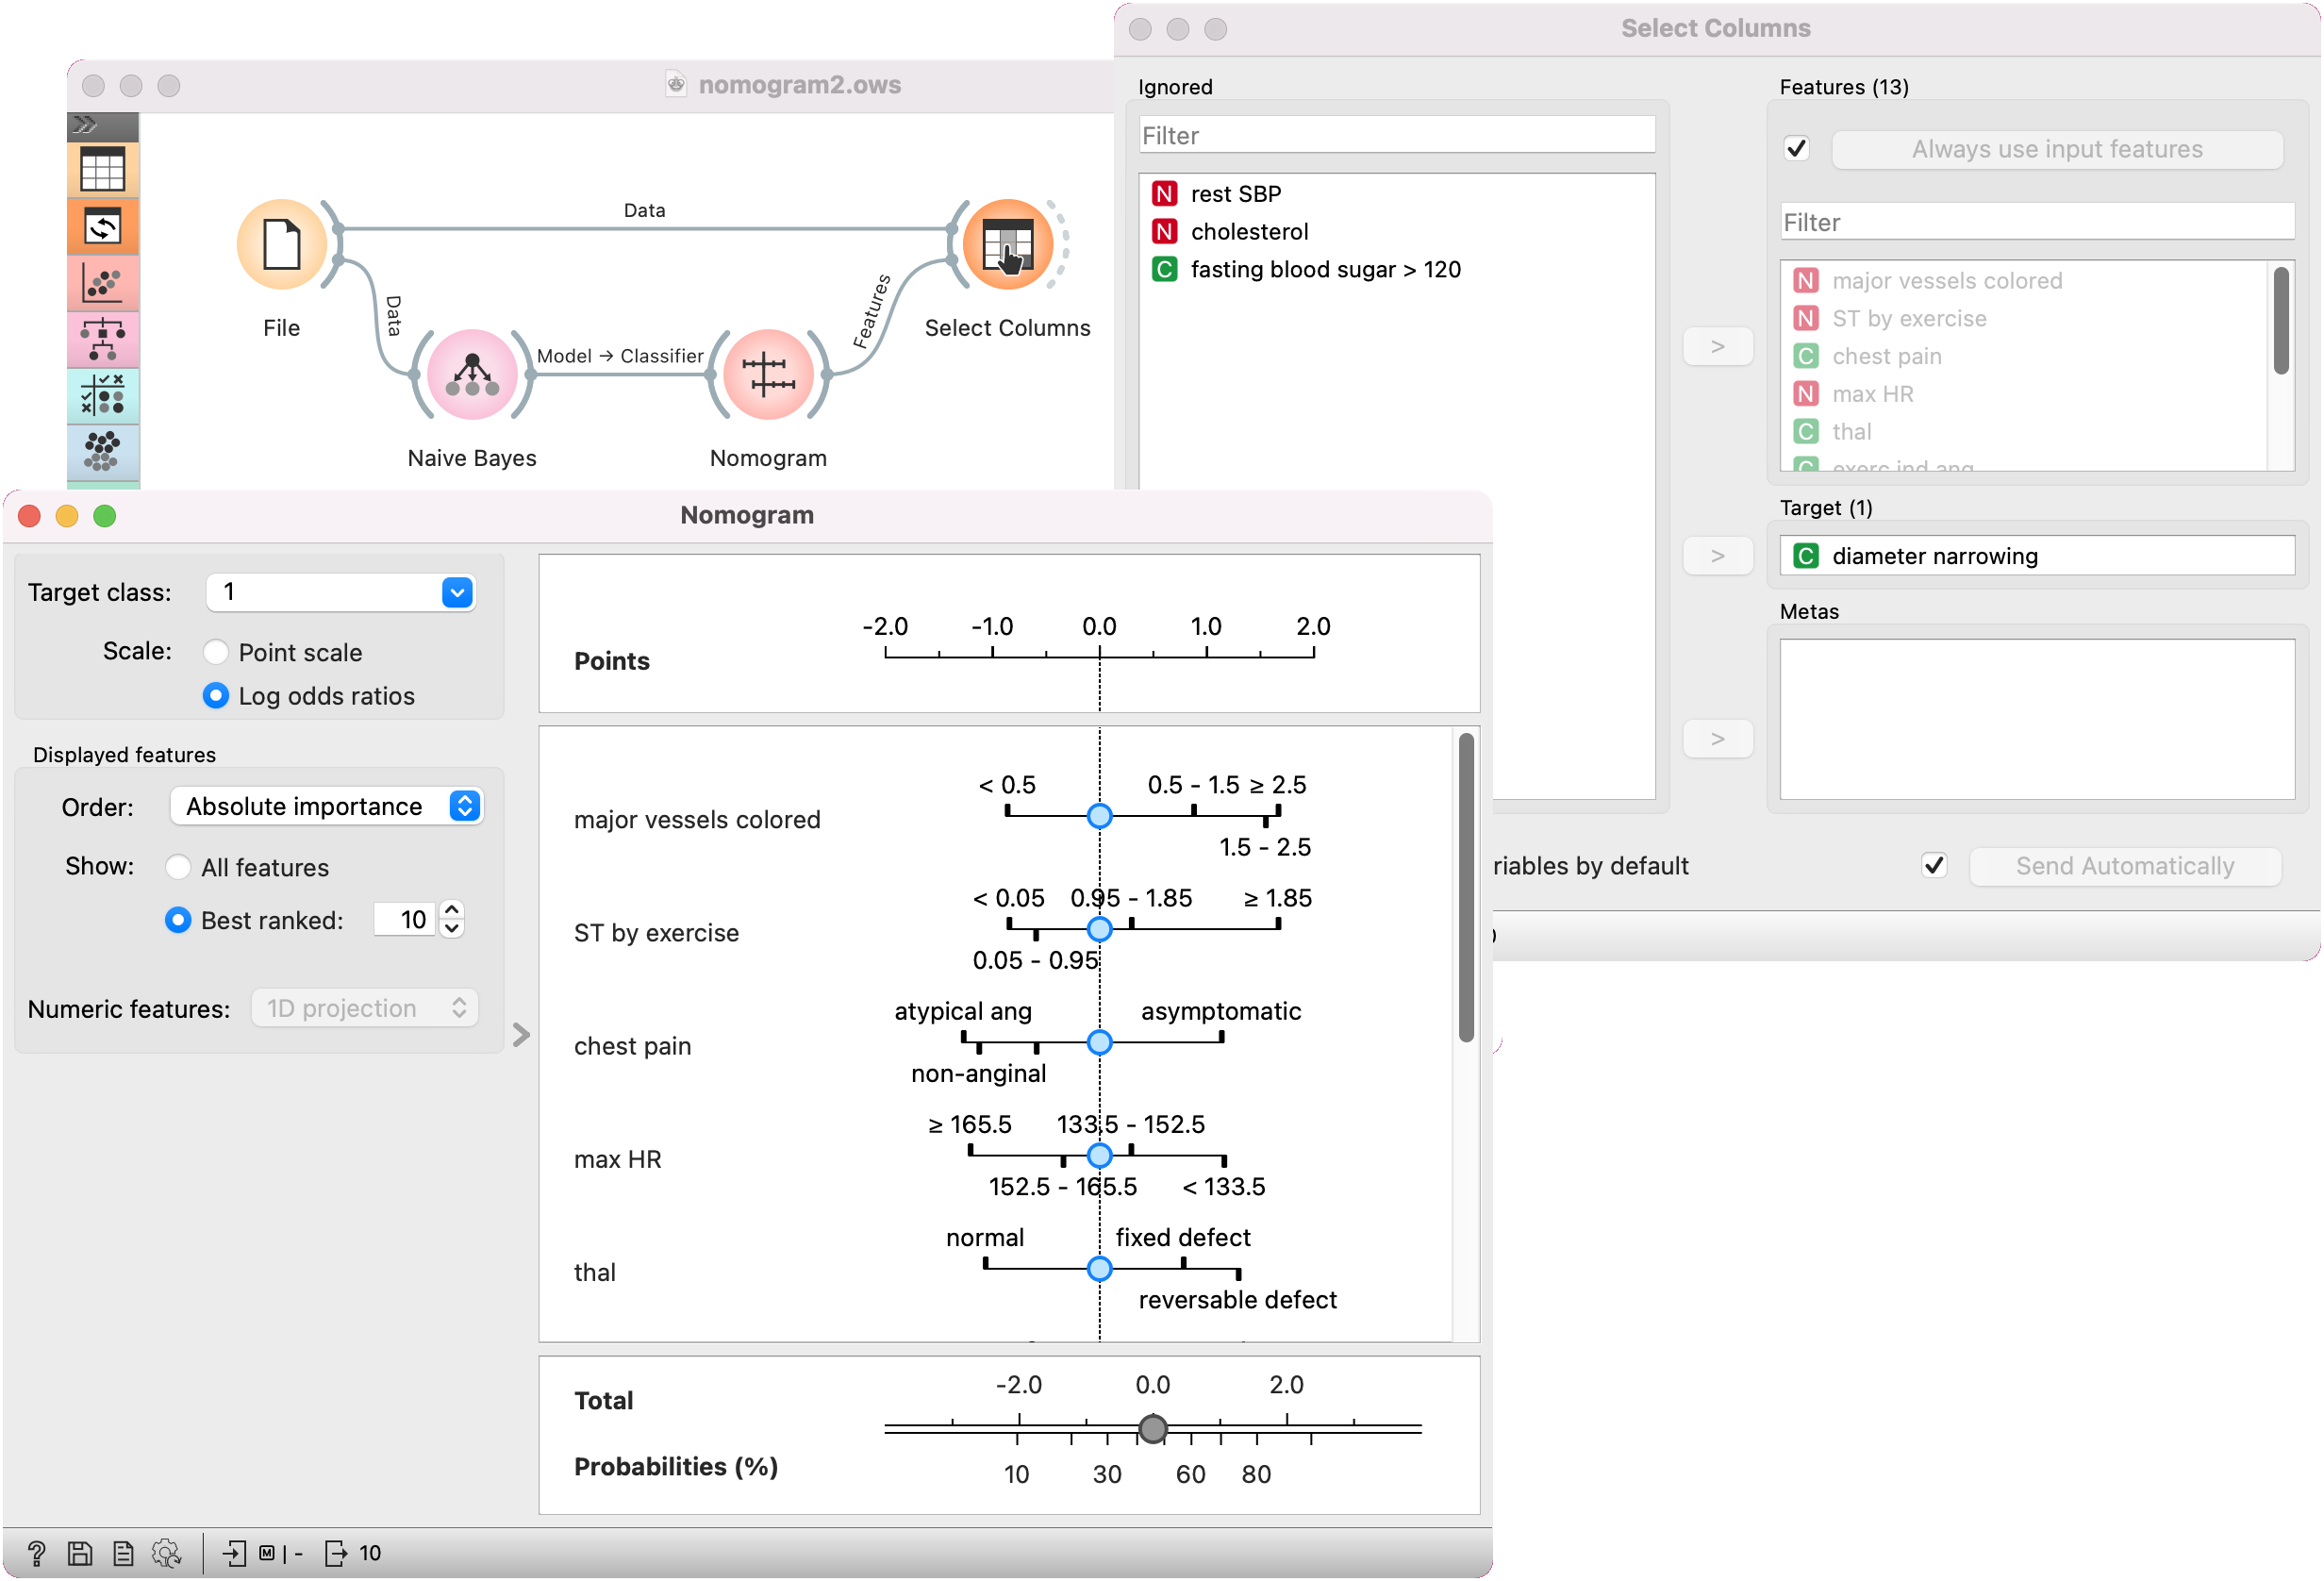 nomogram2.ows
Data
File
Data
Naive Bayes
Model → Classifier
Nomogram
Features
Select Columns
Select Columns
Ignored
Filter
N rest SBP
N cholesterol
C fasting blood sugar > 120
>
>
>
Features (13)
Always use input features
Filter
N major vessels colored
N ST by exercise
C chest pain
N max HR
C thal
C exerc ind ang
Target (1)
C diameter narrowing
Metas
riables by default
Send Automatically
Nomogram
Target class: 1
Scale: Point scale
Log odds ratios
Displayed features
Order: Absolute importance
Show: All features
Best ranked: 10
Numeric features: 1D projection
-2.0 -1.0 0.0 1.0 2.0
Points
< 0.5 0.5 - 1.5 ≥ 2.5
major vessels colored
1.5 - 2.5
< 0.05 0.95 - 1.85 ≥ 1.85
ST by exercise
0.05 - 0.95
atypical ang asymptomatic
chest pain
non-anginal
≥ 165.5 133.5 - 152.5
max HR
152.5 - 165.5 < 133.5
normal fixed defect
thal
reversable defect
-2.0 0.0 2.0
Total
Probabilities (%)
10 30 60 80
? M | - 10